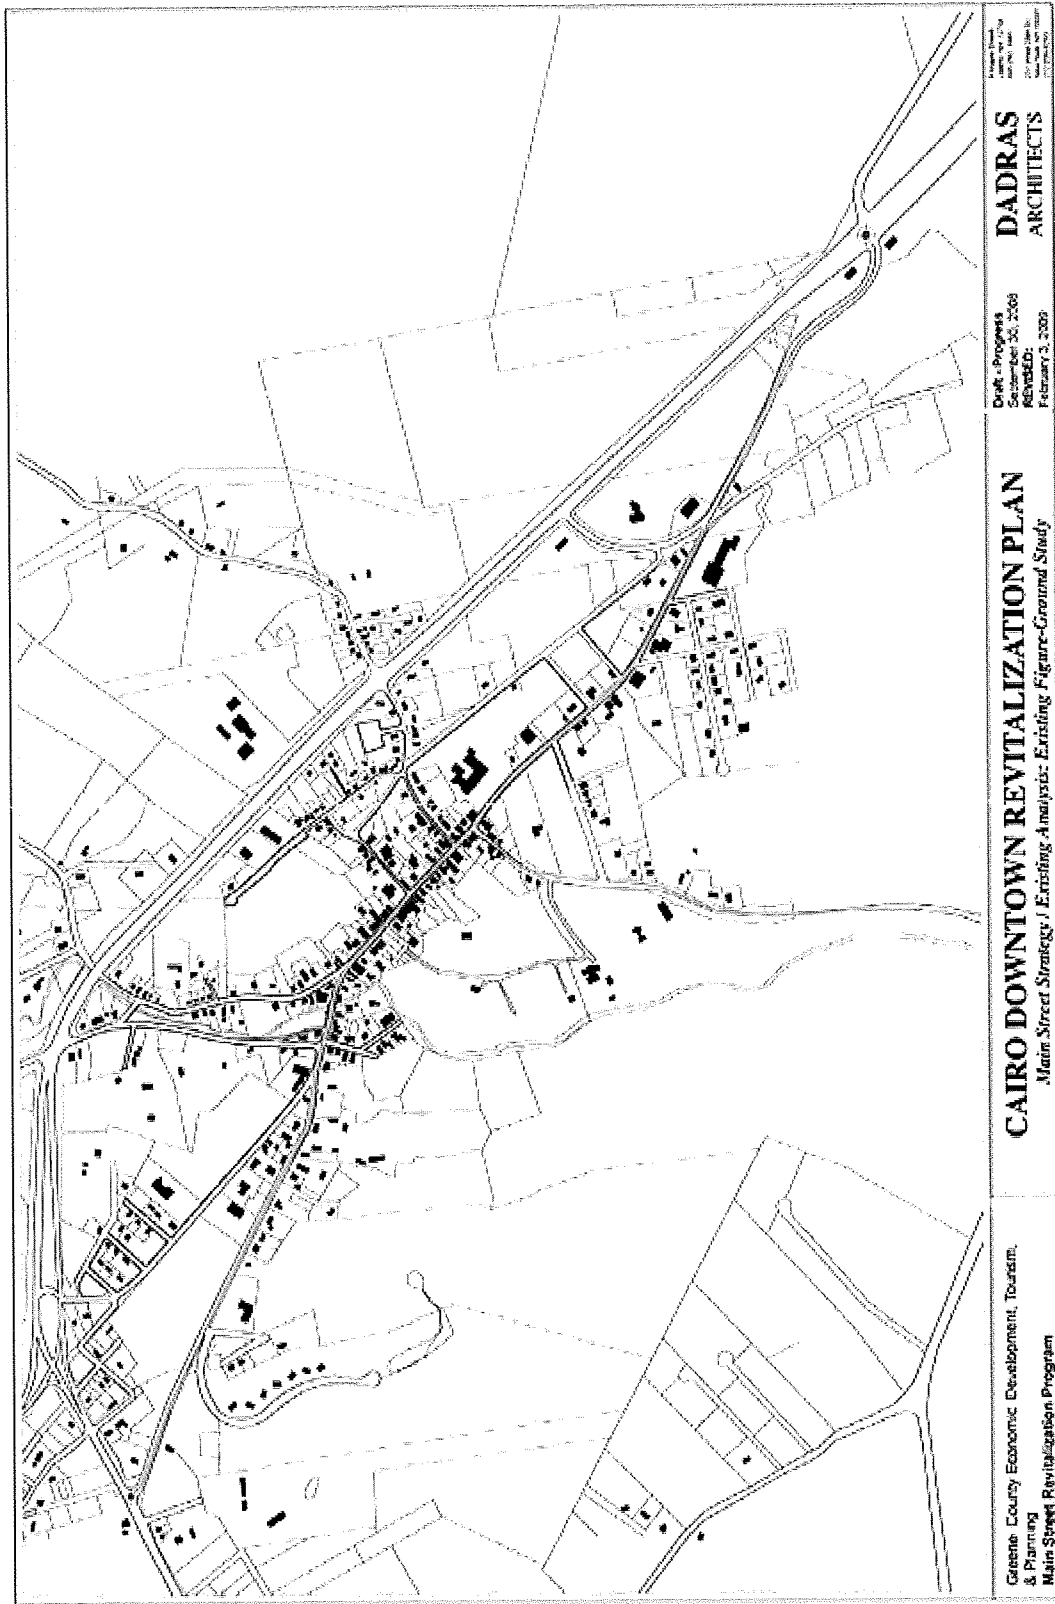 Greene County Economic Development, Tourism,
& Planning
Main Street Revitalization Program
CAIRO DOWNTOWN REVITALIZATION PLAN
Main Street Strategy / Existing Analysis: Existing Figure-Ground Study
Draft - Progress
September 30, 2008
REVISED:
February 3, 2009
DADRAS
ARCHITECTS